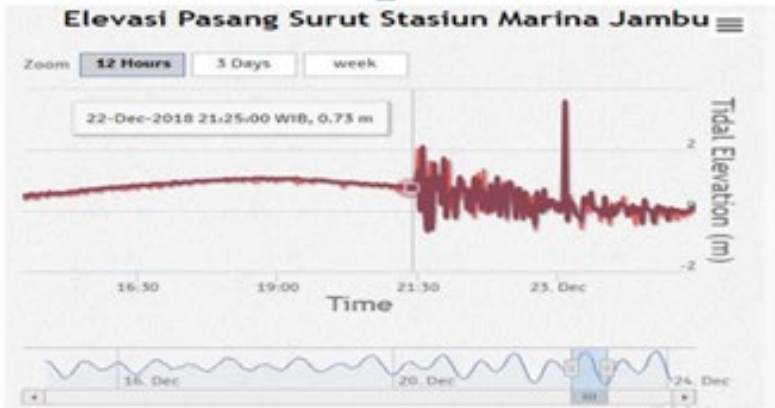 Elevasi Pasang Surut Stasiun Marina Jambu
Zoom 12 Hours 3 Days week
22-Dec-2018 21:25:00 WIB, 0.73 m
2
0
-2
Tidal Elevation (m)
16:30 19:00 21:30 23. Dec
Time
16. Dec 20. Dec 24. Dec